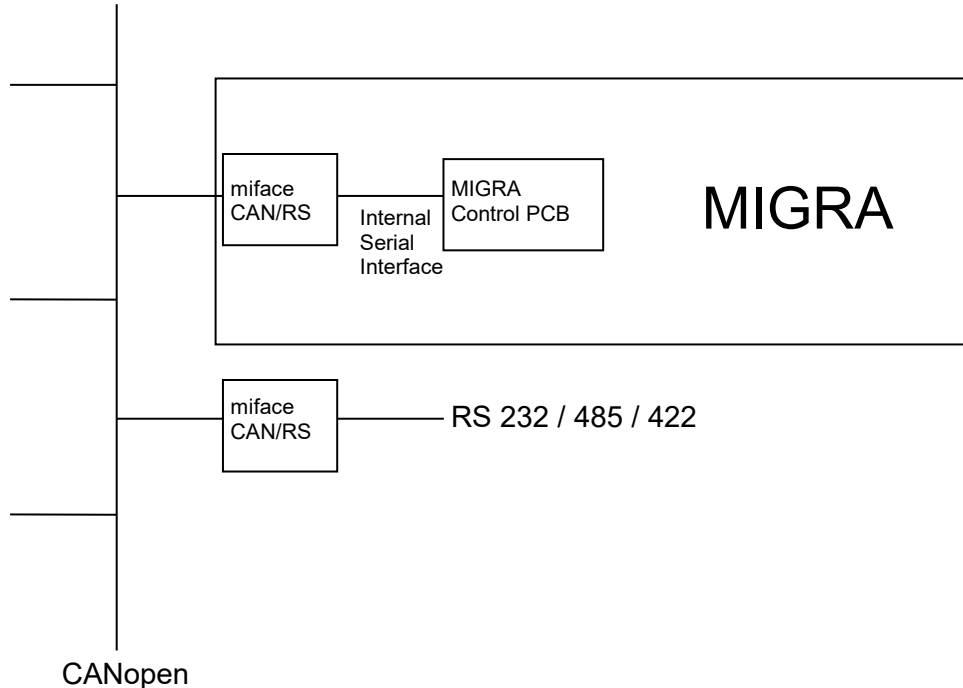 miface
CAN/RS
Internal
Serial
Interface
MIGRA
Control PCB
MIGRA
miface
CAN/RS
RS 232 / 485 / 422
CANopen